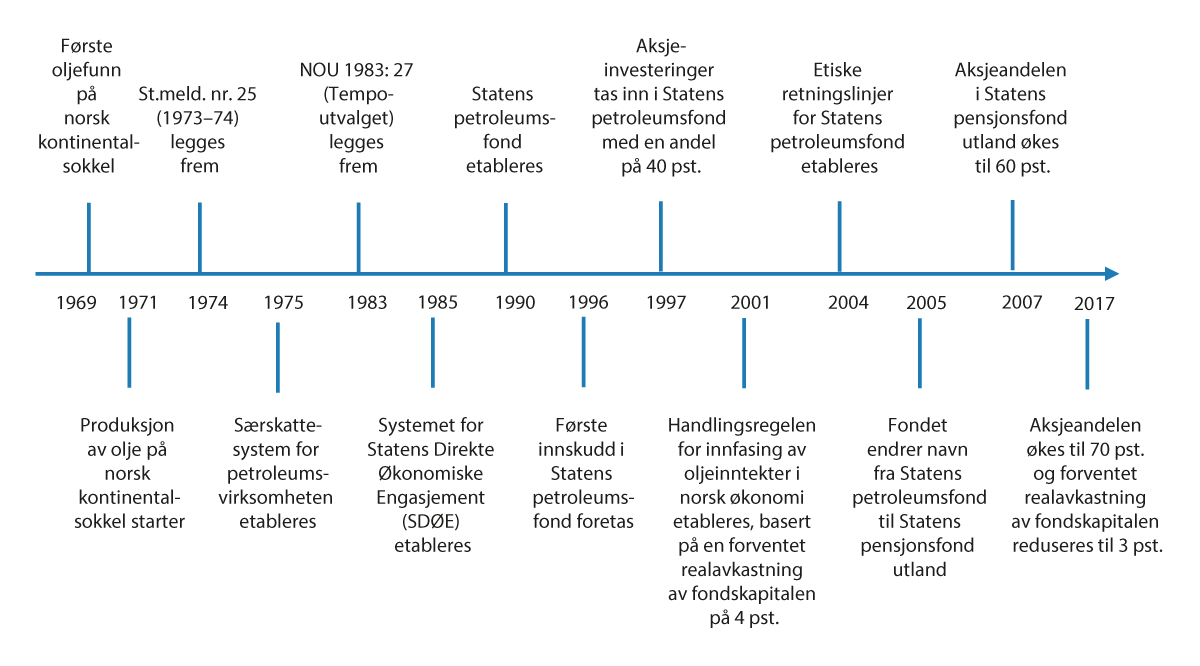 Første
oljefunn
på
norsk
kontinental-
sokkel
St.meld. nr. 25
(1973–74)
legges
frem
NOU 1983: 27
(Tempo-
utvalget)
legges
frem
Statens
petroleums-
fond
etableres
Aksje-
investeringer
tas inn i Statens
petroleumsfond
med en andel
på 40 pst.
Etiske
retningslinjer
for Statens
petroleumsfond
etableres
Aksjeandelen
i Statens
pensjonsfond
utland økes
til 60 pst.
1969 1971 1974 1975 1983 1985 1990 1996 1997 2001 2004 2005 2007 2017
Produksjon
av olje på
norsk
kontinental-
sokkel starter
Særskatte-
system for
petroleums-
virksomheten
etableres
Systemet for
Statens Direkte
Økonomiske
Engasjement
(SDØE)
etableres
Første
innskudd i
Statens
petroleums-
fond foretas
Handlingsregelen
for innfasing av
oljeinntekter i
norsk økonomi
etableres, basert
på en forventet
realavkastning
av fondskapitalen
på 4 pst.
Fondet
endrer navn
fra Statens
petroleumsfond
til Statens
pensjonsfond
utland
Aksjeandelen
økes til 70 pst.
og forventet
realavkastning
av fondskapitalen
reduseres til 3 pst.